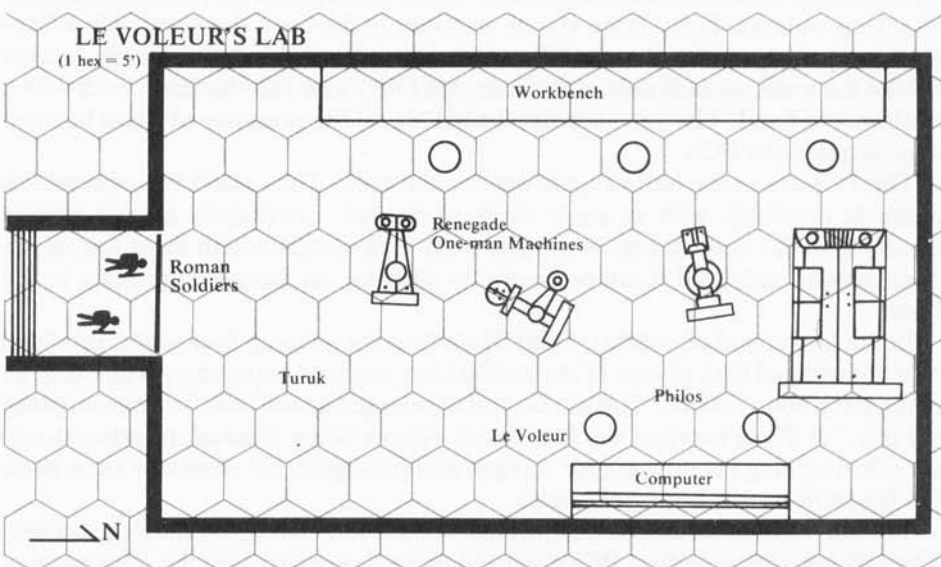 LE VOLEUR'S LAB
(1 hex = 5')
Workbench
Renegade
One-man Machines
Roman
Soldiers
Turuk
Philos
Le Voleur
Computer
N